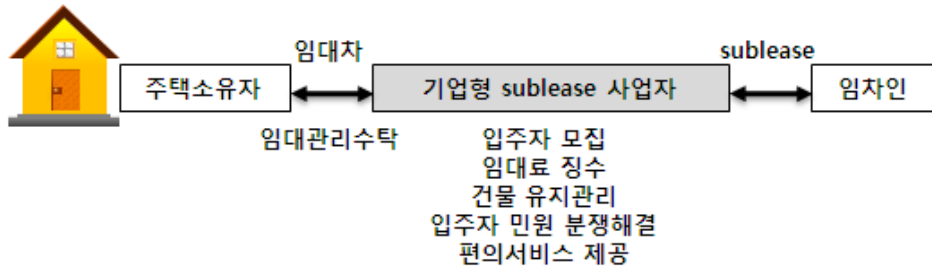 임대차
sublease
주택소유자
기업형 sublease 사업자
임차인
임대관리수탁
입주자 모집
임대료 징수
건물 유지관리
입주자 민원 분쟁해결
편의서비스 제공